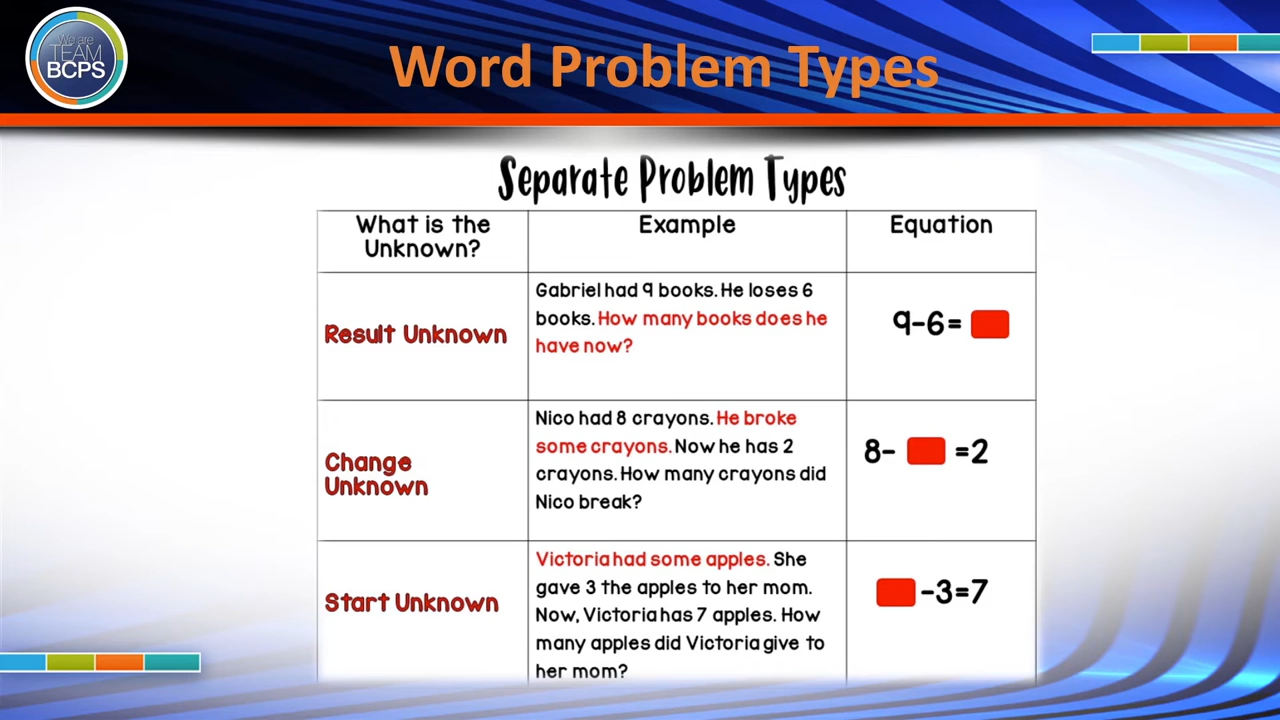 We are
TEAM
BCPS
Word Problem Types
Separate Problem Types
What is the
Unknown?
Example
Equation
Result Unknown
Gabriel had 9 books. He loses 6
books. How many books does he
have now?
9-6=
Change
Unknown
Nico had 8 crayons. He broke
some crayons. Now he has 2
crayons. How many crayons did
Nico break?
8- =2
Start Unknown
Victoria had some apples. She
gave 3 the apples to her mom.
Now, Victoria has 7 apples. How
many apples did Victoria give to
her mom?
-3=7